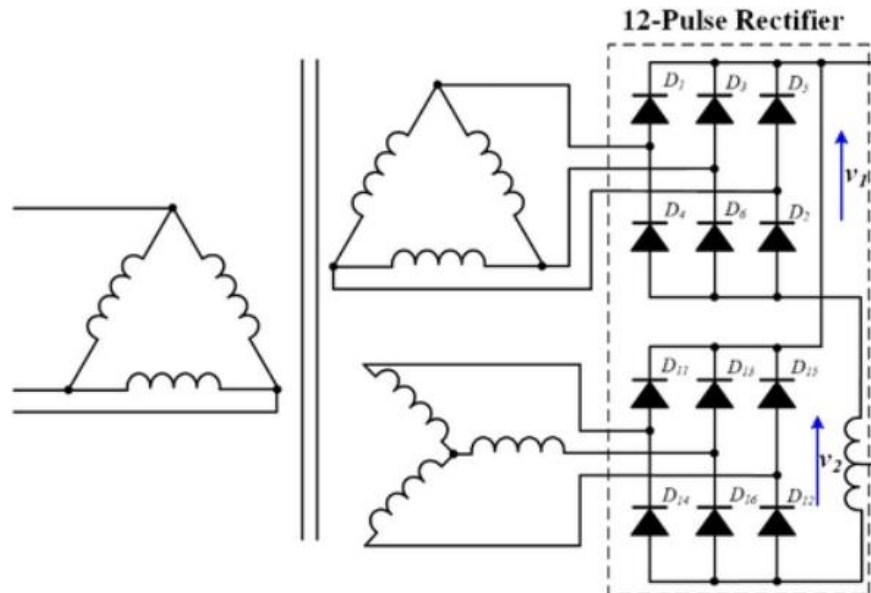 12-Pulse Rectifier
D1 D3 D5
v1
D4 D6 D2
D11 D13 D15
v2
D14 D16 D12